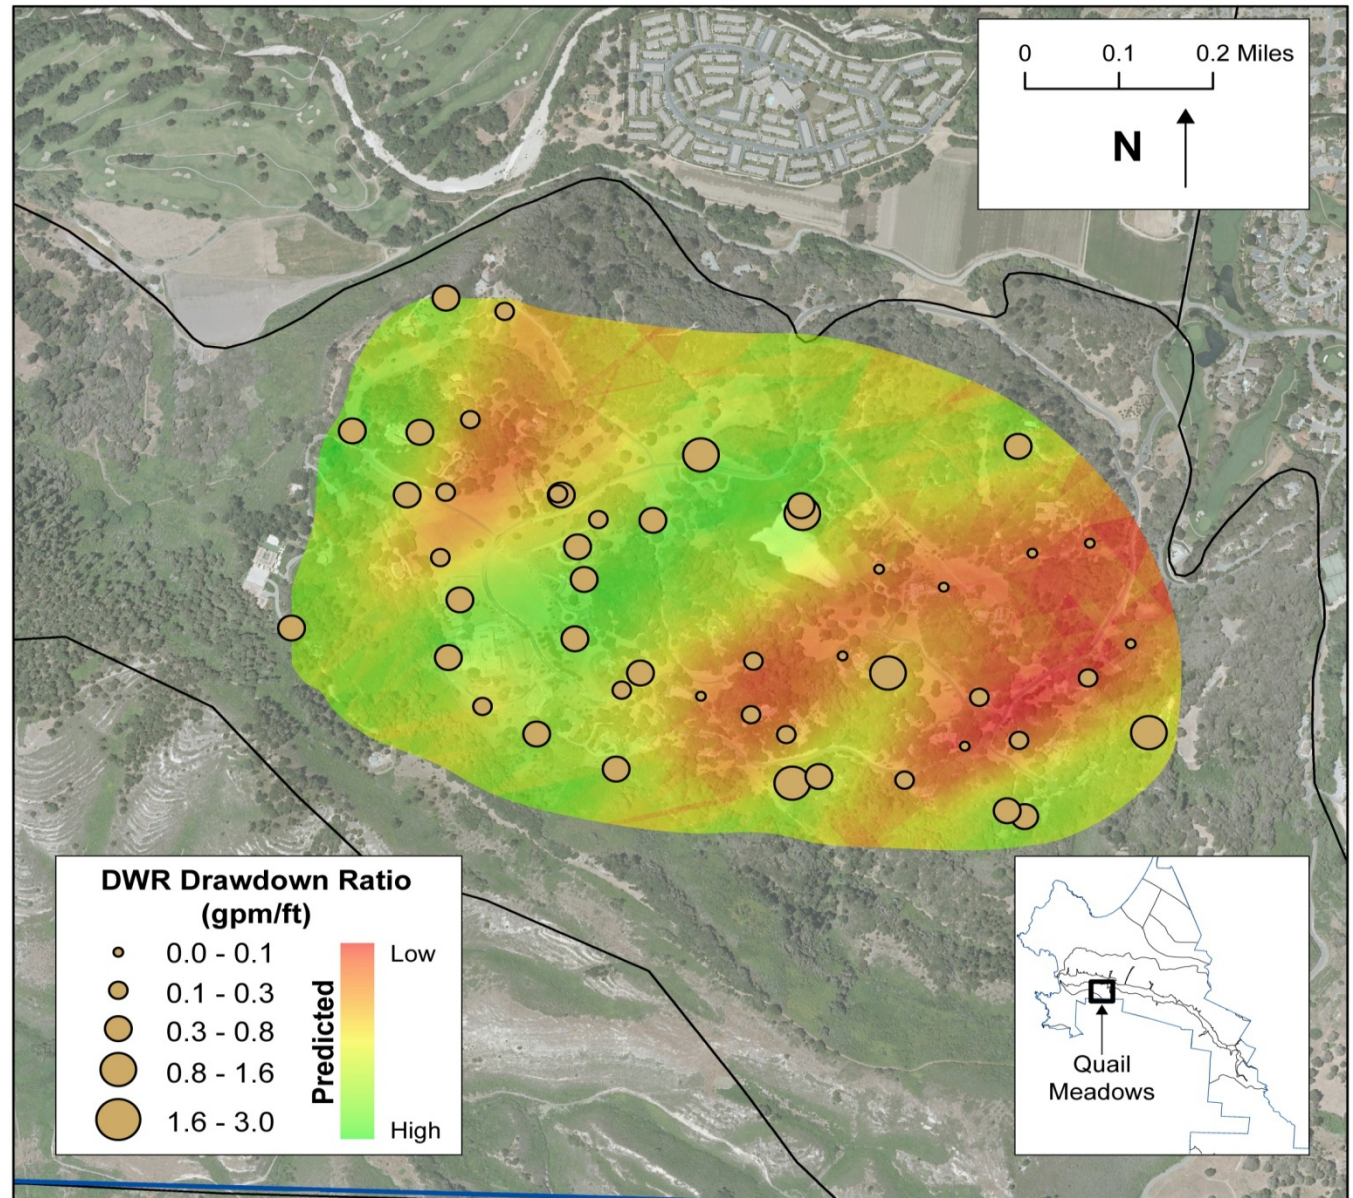 0 0.1 0.2 Miles
N
DWR Drawdown Ratio
(gpm/ft)
0.0 - 0.1
0.1 - 0.3
0.3 - 0.8
0.8 - 1.6
1.6 - 3.0
Predicted
Low
High
Quail
Meadows